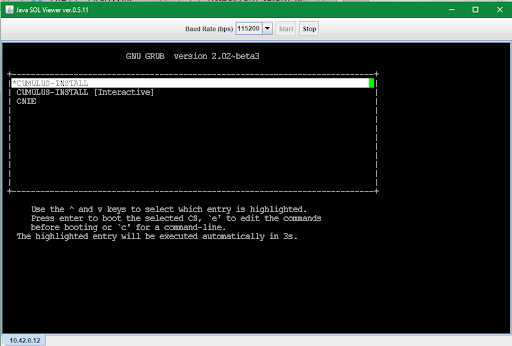 Java SOL Viewer ver.0.5.11
Baud Rate (bps) 115200 Start Stop
GNU GRUB version 2.02~beta3
*CUMULUS-INSTALL
CUMULUS-INSTALL [Interactive]
CNIE
Use the ^ and v keys to select which entry is highlighted.
Press enter to boot the selected CS, `e' to edit the commands
before booting or `c' for a command-line.
The highlighted entry will be executed automatically in 3s.
10.42.0.12